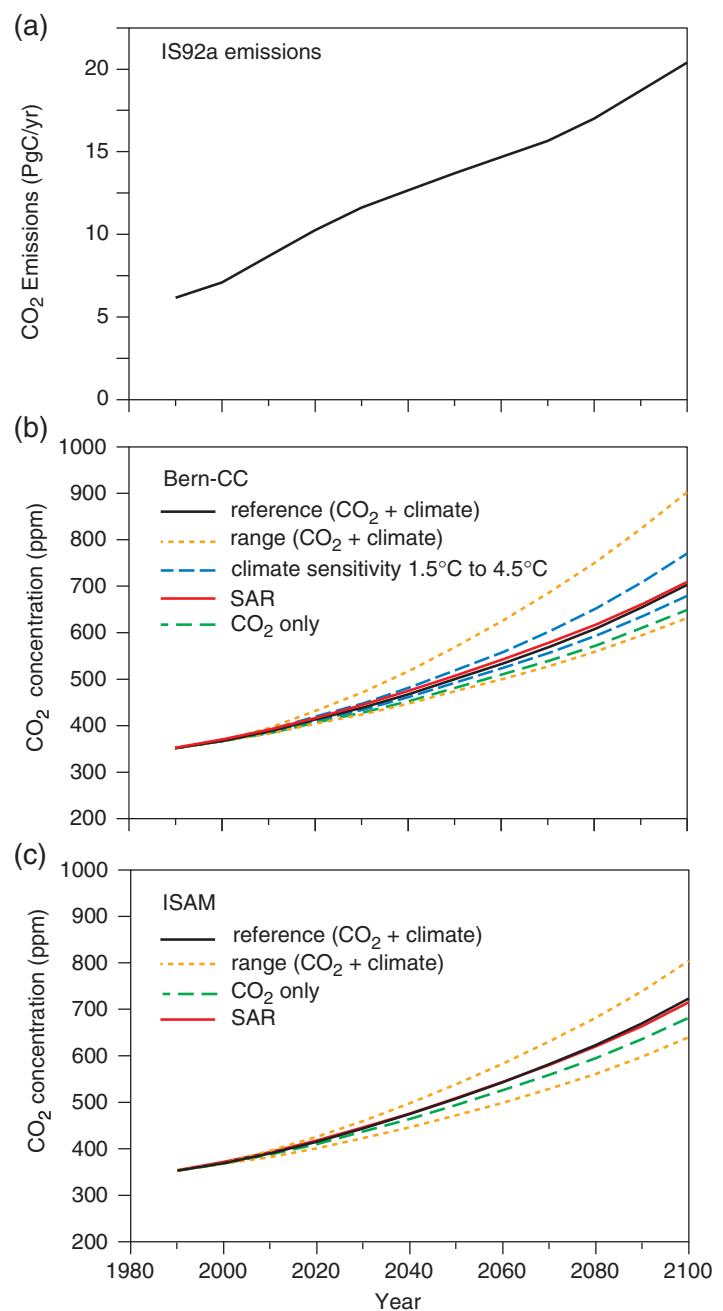 (a)
IS92a emissions
CO2 Emissions (PgC/yr)
20
15
10
5
0
(b)
Bern-CC
reference (CO2 + climate)
range (CO2 + climate)
climate sensitivity 1.5°C to 4.5°C
SAR
CO2 only
CO2 concentration (ppm)
1000
900
800
700
600
500
400
300
200
(c)
ISAM
reference (CO2 + climate)
range (CO2 + climate)
CO2 only
SAR
CO2 concentration (ppm)
1000
900
800
700
600
500
400
300
200
1980 2000 2020 2040 2060 2080 2100
Year